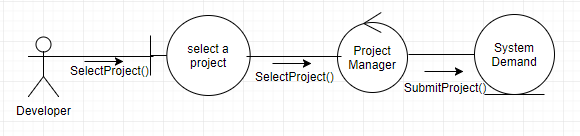 select a
project
Project
Manager
System
Demand
SelectProject()
SelectProject()
SubmitProject()
Developer